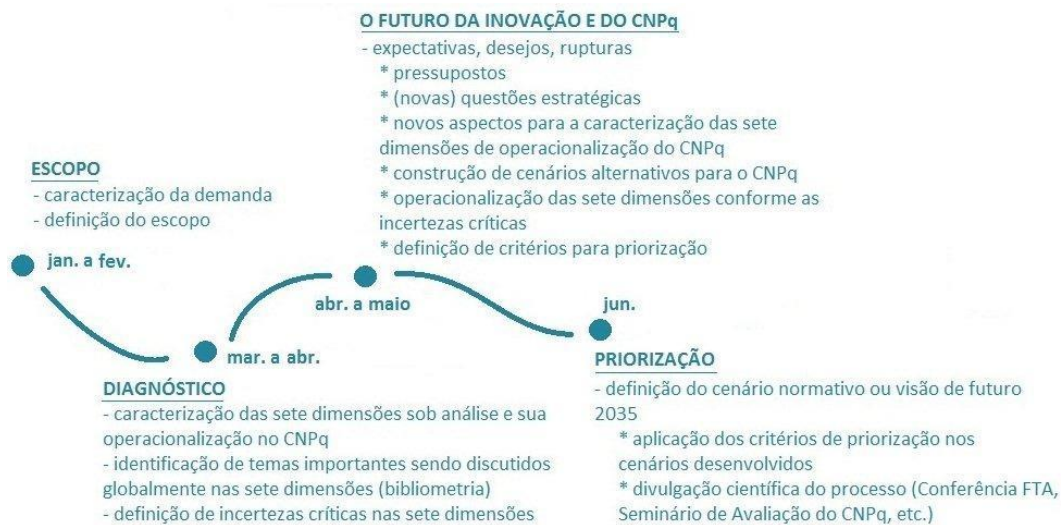 ESCOPO
- caracterização da demanda
- definição do escopo
jan. a fev.
DIAGNÓSTICO
- caracterização das sete dimensões sob análise e sua
operacionalização no CNPq
- identificação de temas importantes sendo discutidos
globalmente nas sete dimensões (bibliometria)
- definição de incertezas críticas nas sete dimensões
mar. a abr.
O FUTURO DA INOVAÇÃO E DO CNPq
- expectativas, desejos, rupturas
* pressupostos
* (novas) questões estratégicas
* novos aspectos para a caracterização das sete
dimensões de operacionalização do CNPq
* construção de cenários alternativos para o CNPq
* operacionalização das sete dimensões conforme as
incertezas críticas
* definição de critérios para priorização
abr. a maio
jun.
PRIORIZAÇÃO
- definição do cenário normativo ou visão de futuro
2035
* aplicação dos critérios de priorização nos
cenários desenvolvidos
* divulgação científica do processo (Conferência FTA,
Seminário de Avaliação do CNPq, etc.)